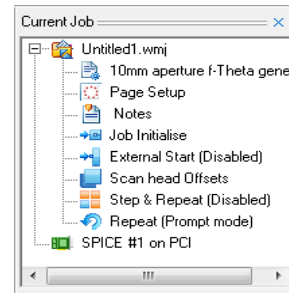 Current Job
Untitled1.wmj
10mm aperture f-Theta gene
Page Setup
Notes
Job Initialise
External Start (Disabled)
Scan head Offsets
Step & Repeat (Disabled)
Repeat (Prompt mode)
SPICE #1 on PCI